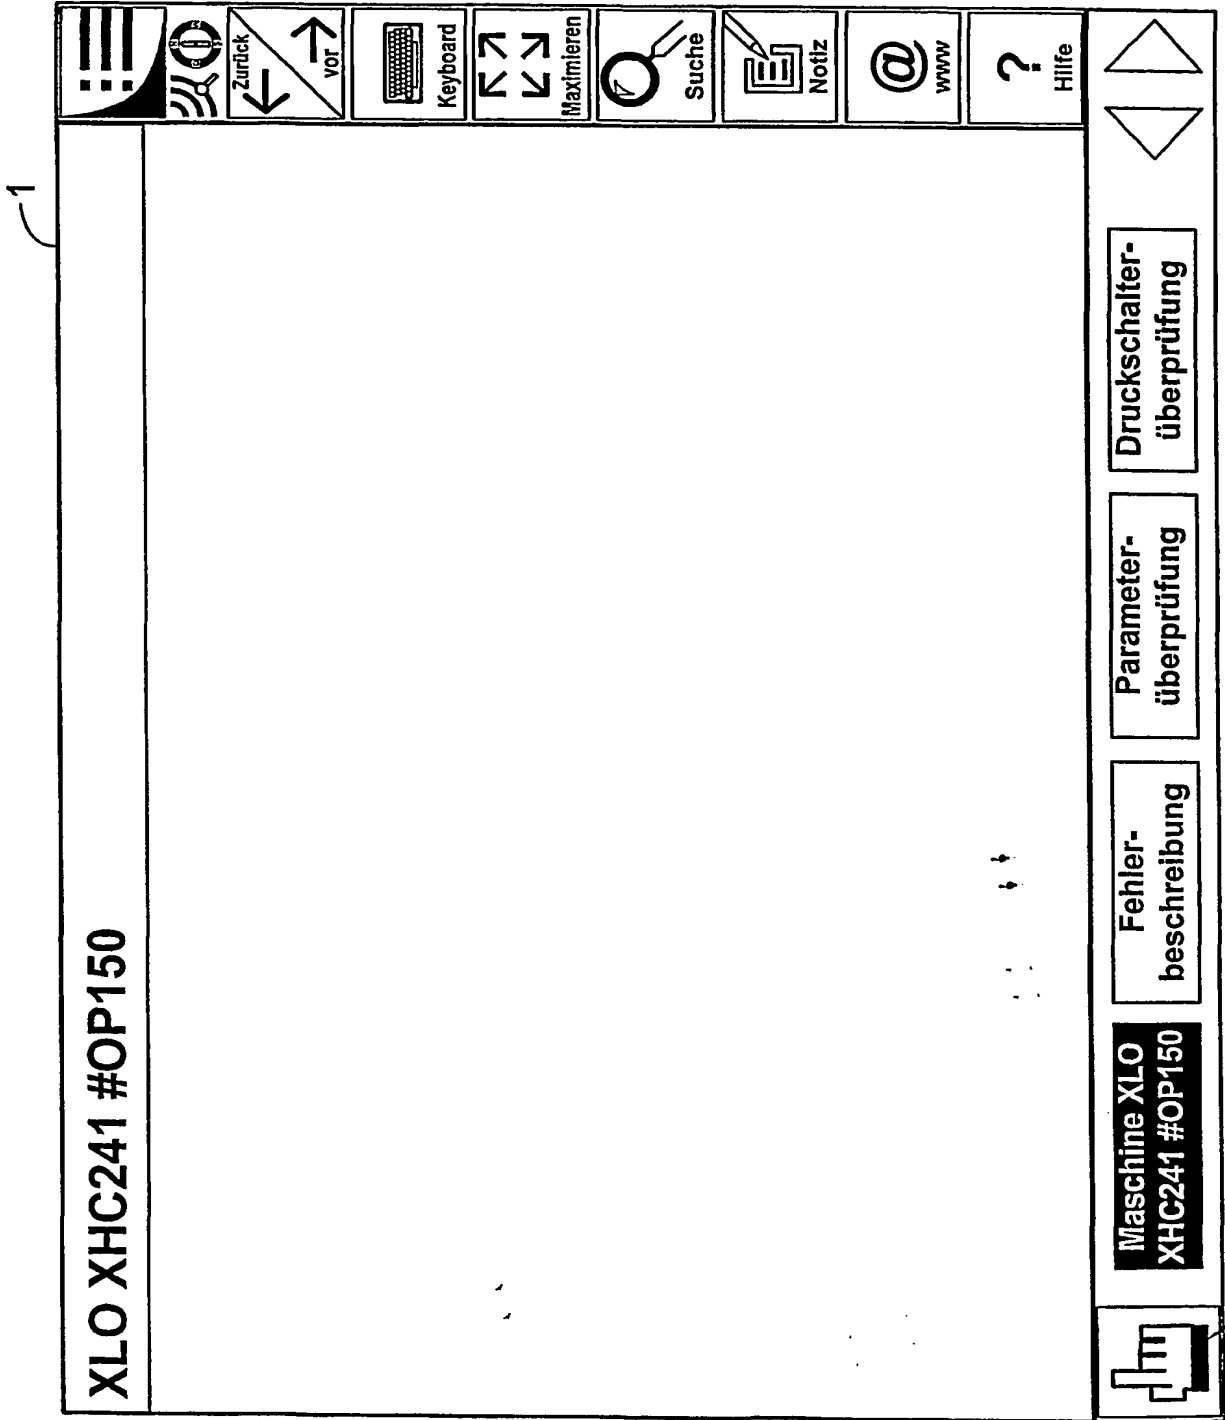 1
XLO XHC241 #OP150
Zurück
vor
Keyboard
Maximieren
Suche
Notiz
@
www
?
Hilfe
Maschine XLO
XHC241 #OP150
Fehler-
beschreibung
Parameter-
überprüfung
Druckschalter-
überprüfung